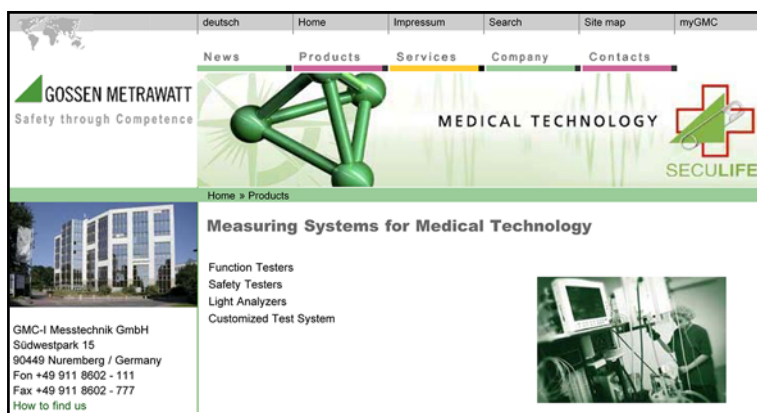 deutsch Home Impressum Search Site map myGMC
News Products Services Company Contacts
GOSSEN METRAWATT
Safety through Competence
MEDICAL TECHNOLOGY
SECULIFE
Home » Products
Measuring Systems for Medical Technology
Function Testers
Safety Testers
Light Analyzers
Customized Test System
GMC-I Messtechnik GmbH
Südwestpark 15
90449 Nuremberg / Germany
Fon +49 911 8602 - 111
Fax +49 911 8602 - 777
How to find us